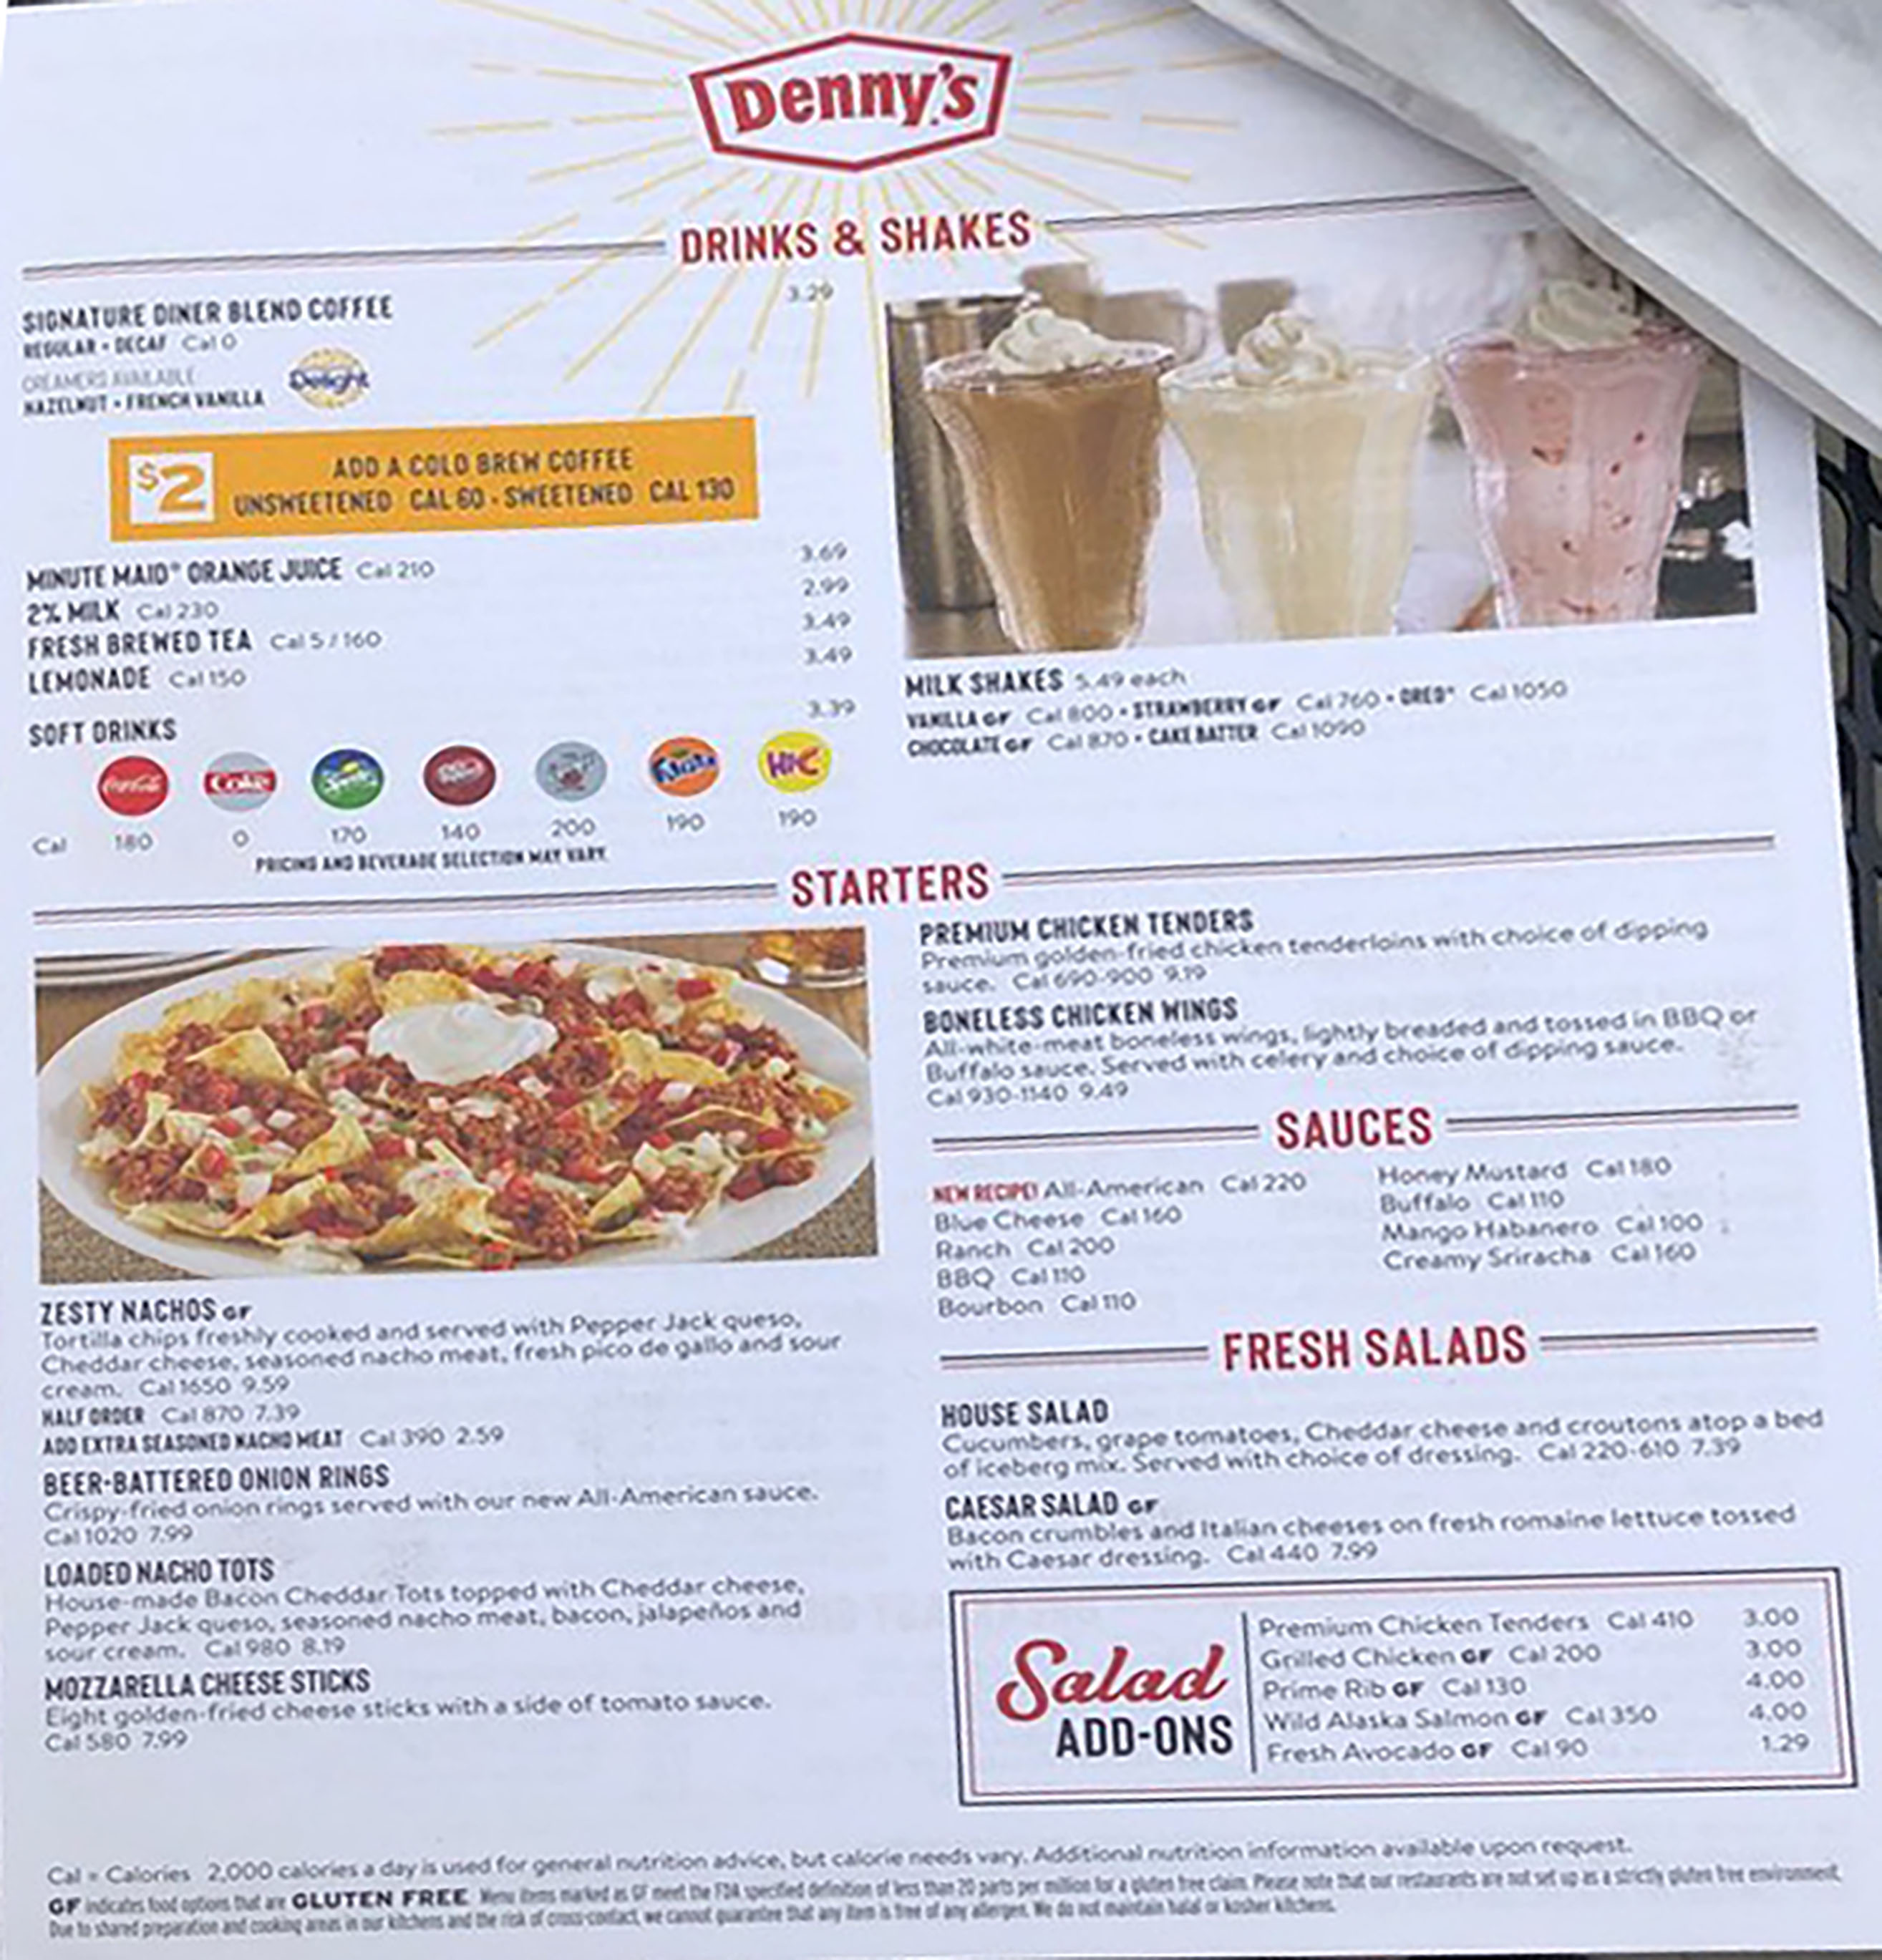 Denny's
DRINKS & SHAKES
SIGNATURE DINER BLEND COFFEE 3.29
REGULAR • DECAF Cal 0
CREAMERS AVAILABLE
HAZELNUT • FRENCH VANILLA
Delight
$2
ADD A COLD BREW COFFEE
UNSWEETENED CAL 60 • SWEETENED CAL 130
MINUTE MAID® ORANGE JUICE Cal 210 3.69
2% MILK Cal 230 2.99
FRESH BREWED TEA Cal 5 / 160 3.49
LEMONADE Cal 150 3.49
SOFT DRINKS 3.39
Coca-Cola Coke Sprite Fanta Hi-C
Cal 180 0 170 140 200 190 190
PRICING AND BEVERAGE SELECTION MAY VARY
MILK SHAKES 5.49 each
VANILLA GF Cal 800 • STRAWBERRY GF Cal 760 • OREO® Cal 1050
CHOCOLATE GF Cal 870 • CAKE BATTER Cal 1090
STARTERS
ZESTY NACHOS GF
Tortilla chips freshly cooked and served with Pepper Jack queso,
Cheddar cheese, seasoned nacho meat, fresh pico de gallo and sour
cream. Cal 1650 9.59
HALF ORDER Cal 870 7.39
ADD EXTRA SEASONED NACHO MEAT Cal 390 2.59
BEER-BATTERED ONION RINGS
Crispy-fried onion rings served with our new All-American sauce.
Cal 1020 7.99
LOADED NACHO TOTS
House-made Bacon Cheddar Tots topped with Cheddar cheese,
Pepper Jack queso, seasoned nacho meat, bacon, jalapeños and
sour cream. Cal 980 8.19
MOZZARELLA CHEESE STICKS
Eight golden-fried cheese sticks with a side of tomato sauce.
Cal 580 7.99
PREMIUM CHICKEN TENDERS
Premium golden-fried chicken tenderloins with choice of dipping
sauce. Cal 690-900 9.19
BONELESS CHICKEN WINGS
All-white-meat boneless wings, lightly breaded and tossed in BBQ or
Buffalo sauce. Served with celery and choice of dipping sauce.
Cal 930-1140 9.49
SAUCES
NEW RECIPE! All-American Cal 220
Blue Cheese Cal 160
Ranch Cal 200
BBQ Cal 110
Bourbon Cal 110
Honey Mustard Cal 180
Buffalo Cal 110
Mango Habanero Cal 100
Creamy Sriracha Cal 160
FRESH SALADS
HOUSE SALAD
Cucumbers, grape tomatoes, Cheddar cheese and croutons atop a bed
of iceberg mix. Served with choice of dressing. Cal 220-610 7.39
CAESAR SALAD GF
Bacon crumbles and Italian cheeses on fresh romaine lettuce tossed
with Caesar dressing. Cal 440 7.99
Salad
ADD-ONS
Premium Chicken Tenders Cal 410 3.00
Grilled Chicken GF Cal 200 3.00
Prime Rib GF Cal 130 4.00
Wild Alaska Salmon GF Cal 350 4.00
Fresh Avocado GF Cal 90 1.29
Cal = Calories 2,000 calories a day is used for general nutrition advice, but calorie needs vary. Additional nutrition information available upon request.
GF indicates food options that are GLUTEN FREE Menu items marked as GF meet the FDA specified definition of less than 20 parts per million for a gluten free claim. Please note that our restaurants are not set up as a strictly gluten free environment.
Due to shared preparation and cooking areas in our kitchens and the risk of cross-contact, we cannot guarantee that any item is free of any allergen. We do not maintain halal or kosher kitchens.